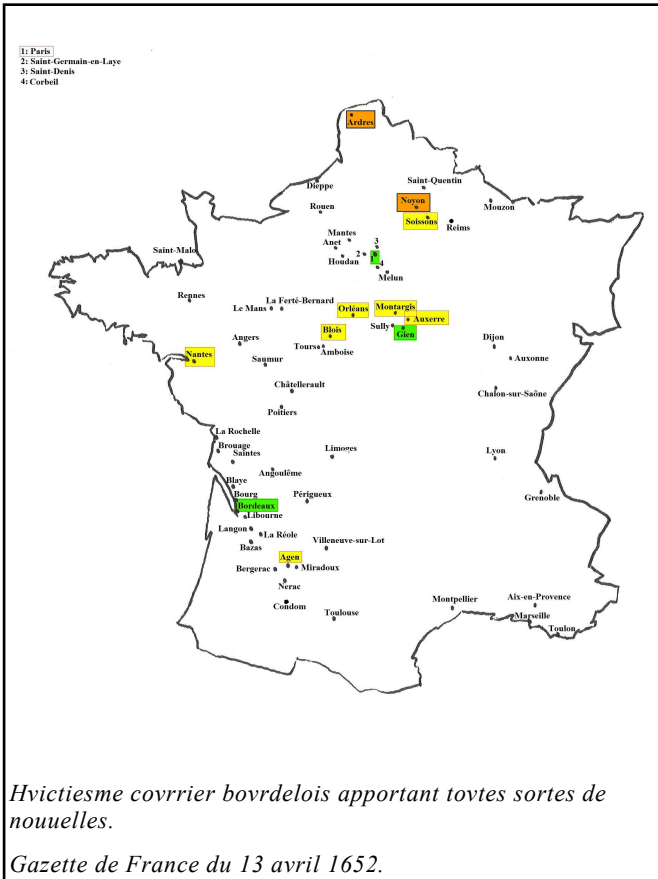 1: Paris
2: Saint-Germain-en-Laye
3: Saint-Denis
4: Corbeil
Ardres
Dieppe
Saint-Quentin
Rouen
Noyon
Mouzon
Soissons
Reims
Mantes
Anet
3
Houdan
2
1
4
Melun
Saint-Malo
Rennes
La Ferté-Bernard
Le Mans
Orléans
Montargis
Auxerre
Sully
Gien
Blois
Angers
Tours
Amboise
Dijon
Auxonne
Nantes
Saumur
Châtellerault
Chalon-sur-Saône
Poitiers
La Rochelle
Brouage
Saintes
Limoges
Lyon
Angoulême
Blaye
Bourg
Périgueux
Grenoble
Bordeaux
Libourne
Langon
La Réole
Bazas
Villeneuve-sur-Lot
Agen
Bergerac
Miradoux
Nerac
Condom
Toulouse
Montpellier
Aix-en-Provence
Marseille
Toulon
Hvictiesme covrrier bovrdelois apportant tovtes sortes de
nouuelles.
Gazette de France du 13 avril 1652.